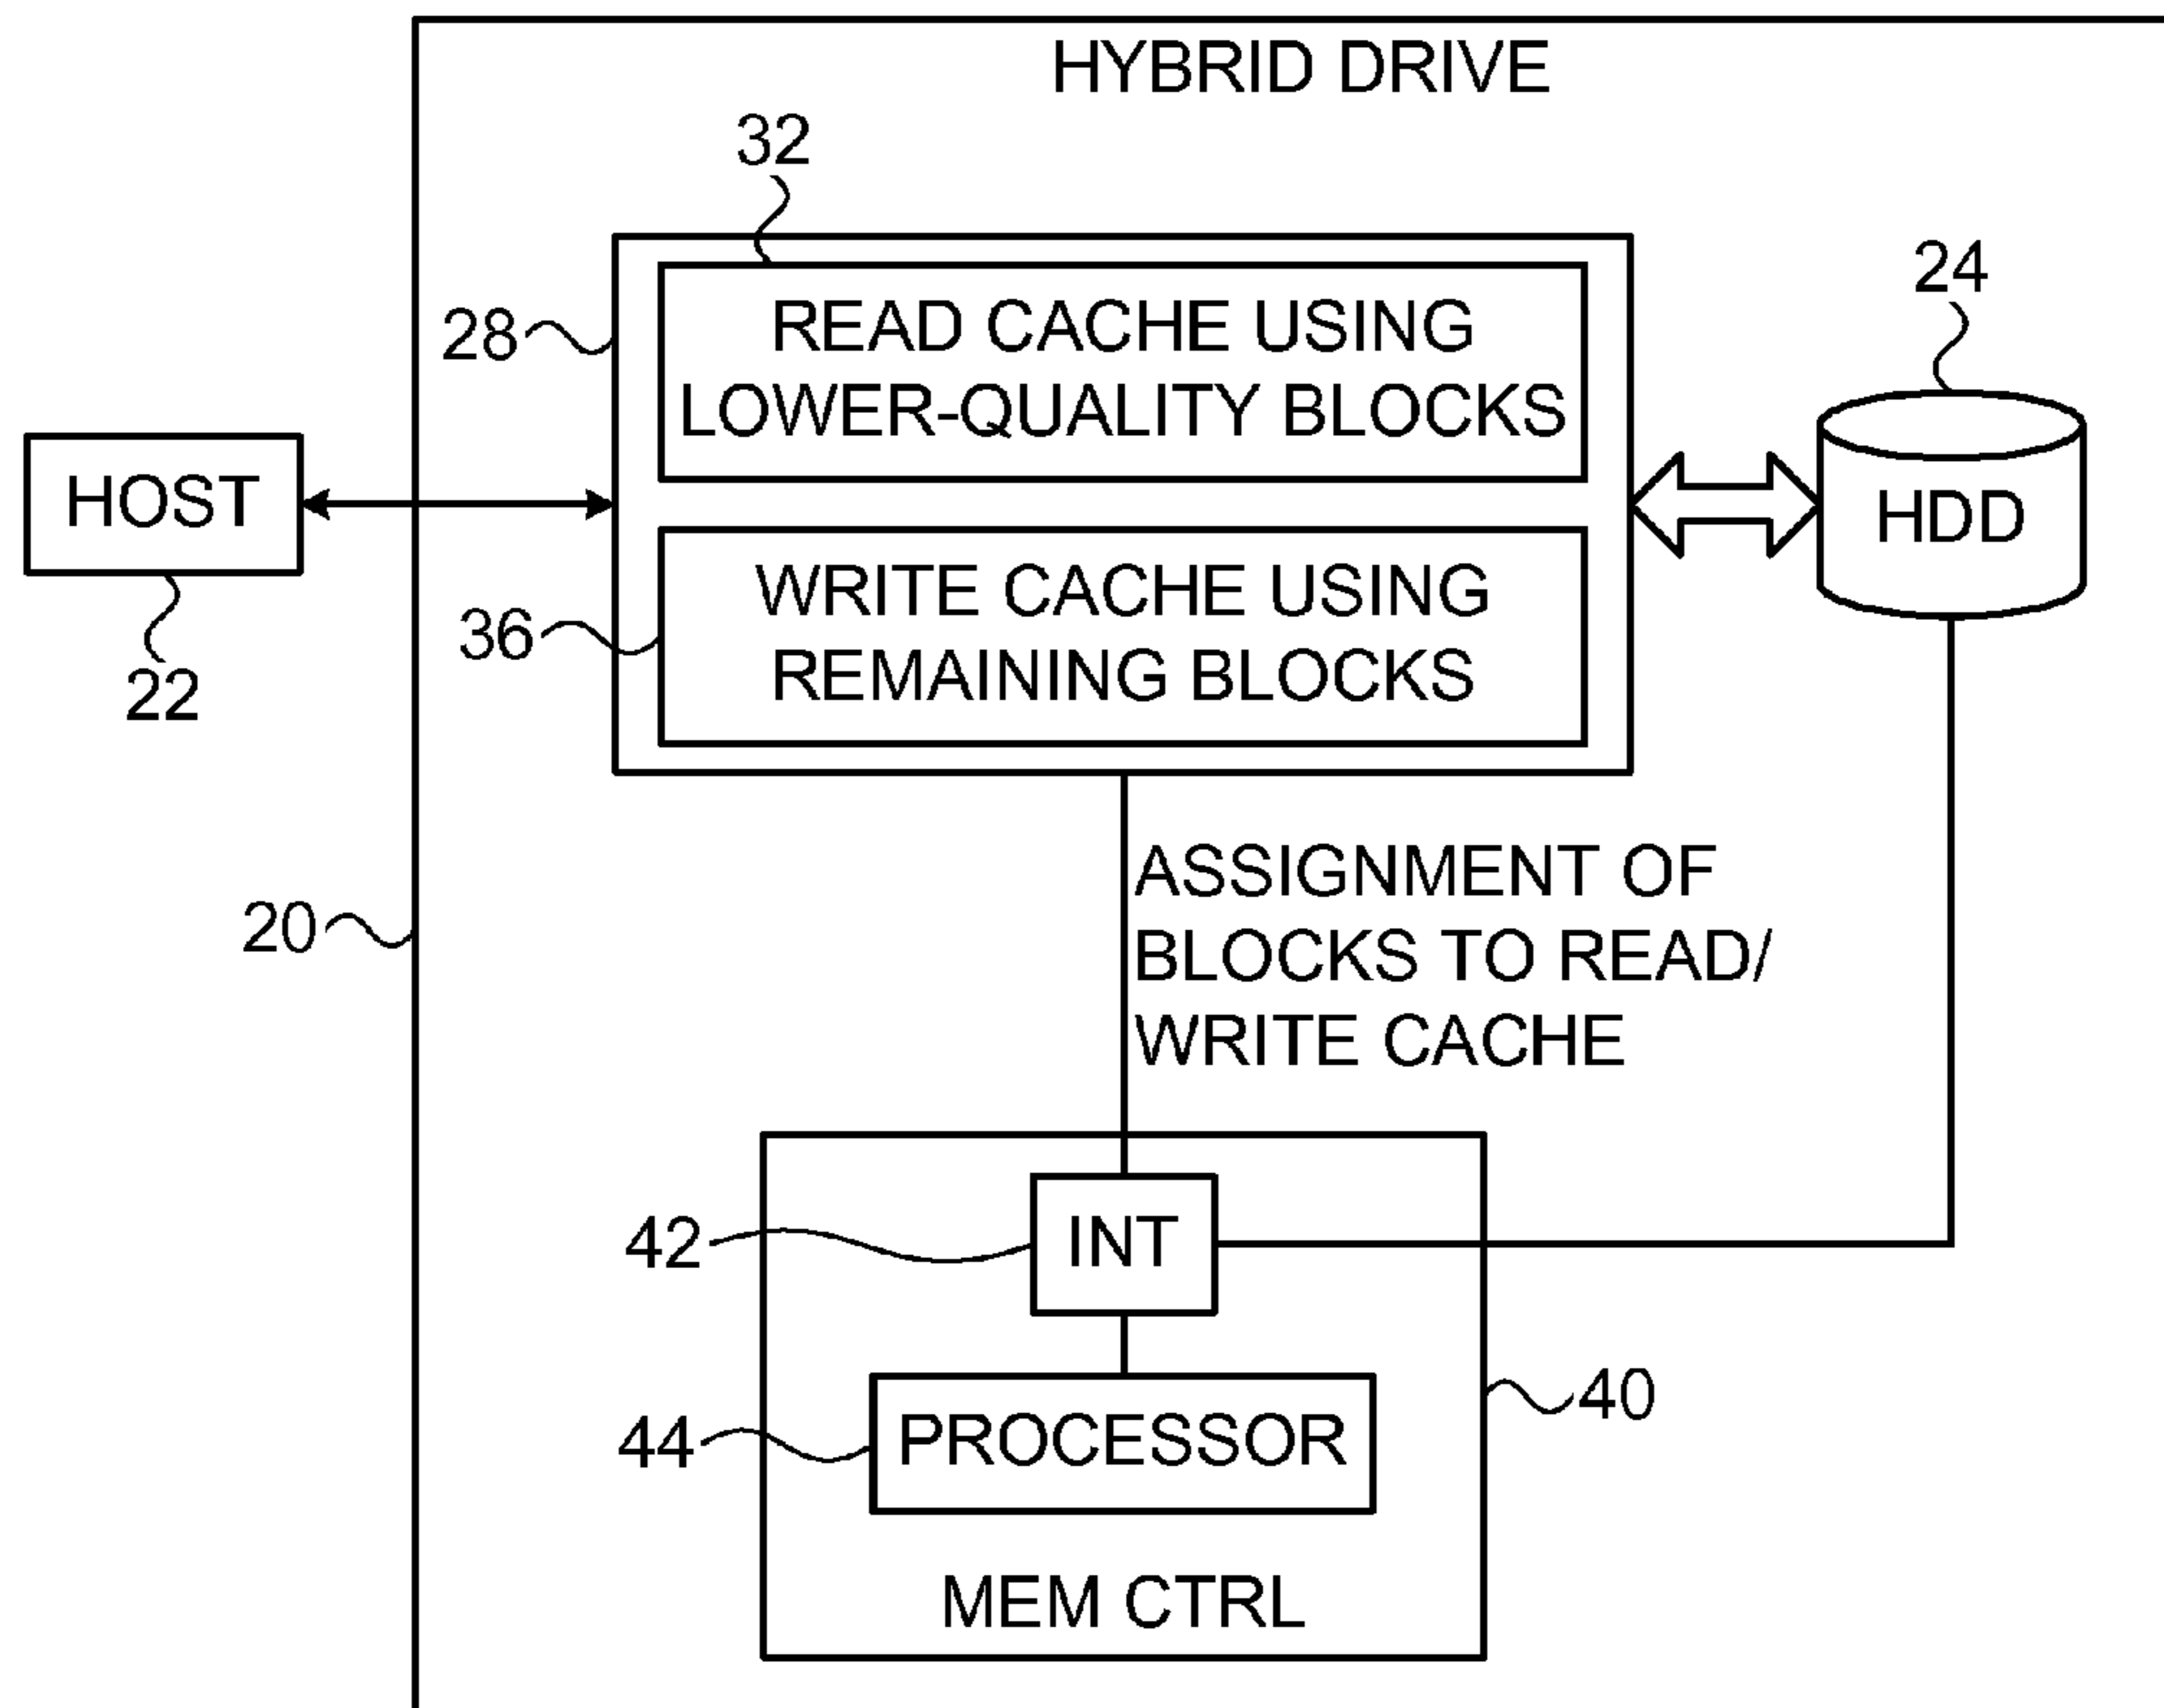 HYBRID DRIVE
32
28
READ CACHE USING
LOWER-QUALITY BLOCKS
24
HOST
22
HDD
36
WRITE CACHE USING
REMAINING BLOCKS
20
ASSIGNMENT OF
BLOCKS TO READ/
WRITE CACHE
42
INT
44
PROCESSOR
40
MEM CTRL